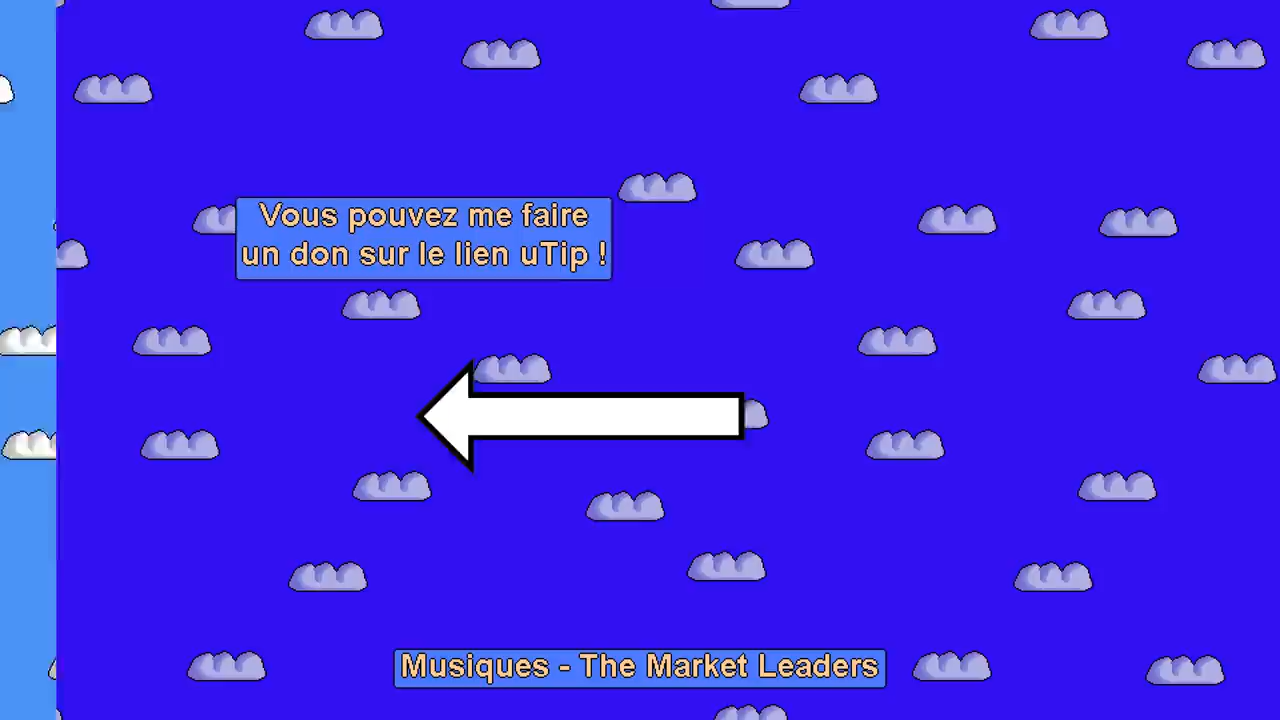 Vous pouvez me faire
un don sur le lien uTip !
Musiques - The Market Leaders